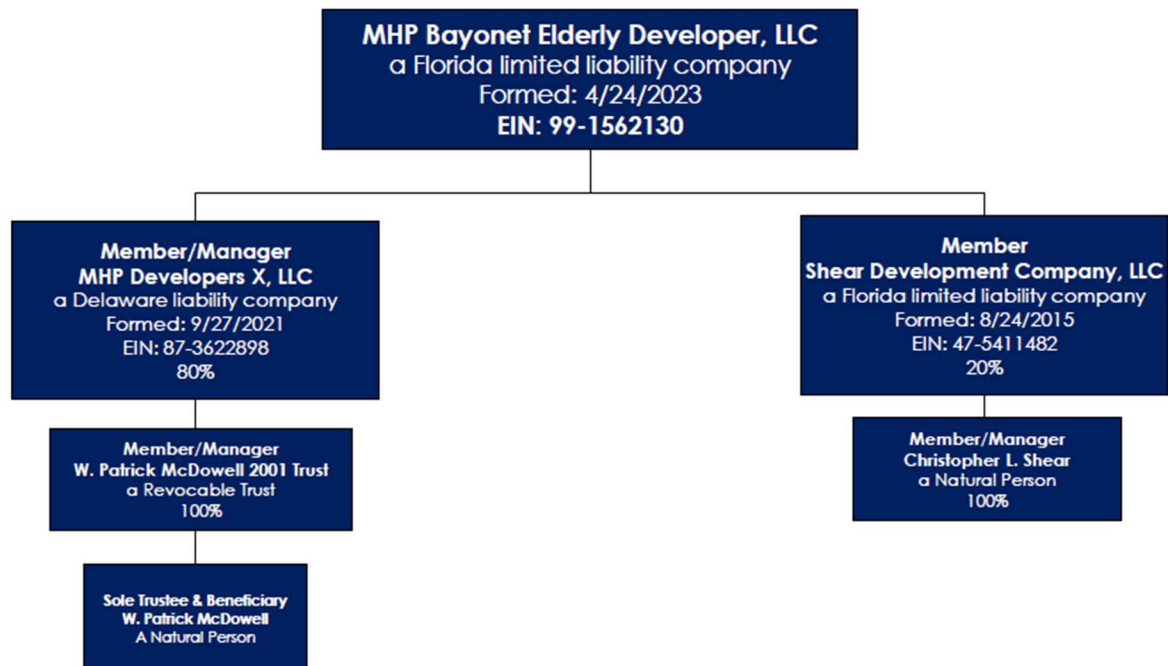 MHP Bayonet Elderly Developer, LLC
a Florida limited liability company
Formed: 4/24/2023
EIN: 99-1562130
Member/Manager
MHP Developers X, LLC
a Delaware liability company
Formed: 9/27/2021
EIN: 87-3622898
80%
Member
Shear Development Company, LLC
a Florida limited liability company
Formed: 8/24/2015
EIN: 47-5411482
20%
Member/Manager
W. Patrick McDowell 2001 Trust
a Revocable Trust
100%
Member/Manager
Christopher L. Shear
a Natural Person
100%
Sole Trustee & Beneficiary
W. Patrick McDowell
A Natural Person